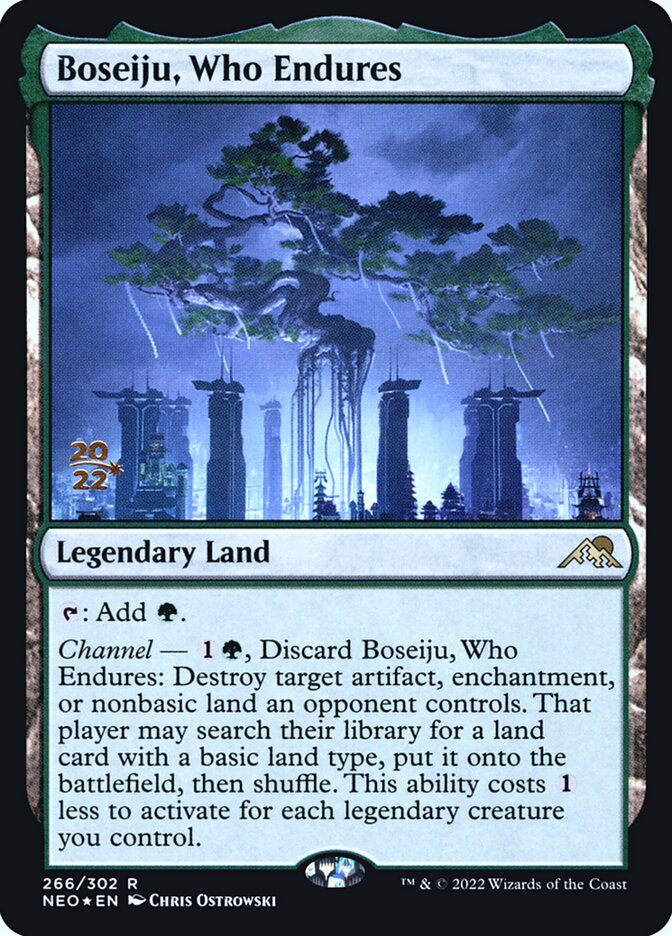 Boseiju, Who Endures
20
22
Legendary Land
: Add .
Channel — 1 , Discard Boseiju, Who
Endures: Destroy target artifact, enchantment,
or nonbasic land an opponent controls. That
player may search their library for a land
card with a basic land type, put it onto the
battlefield, then shuffle. This ability costs 1
less to activate for each legendary creature
you control.
266/302 R
NEO★EN Chris Ostrowski
™ & © 2022 Wizards of the Coast